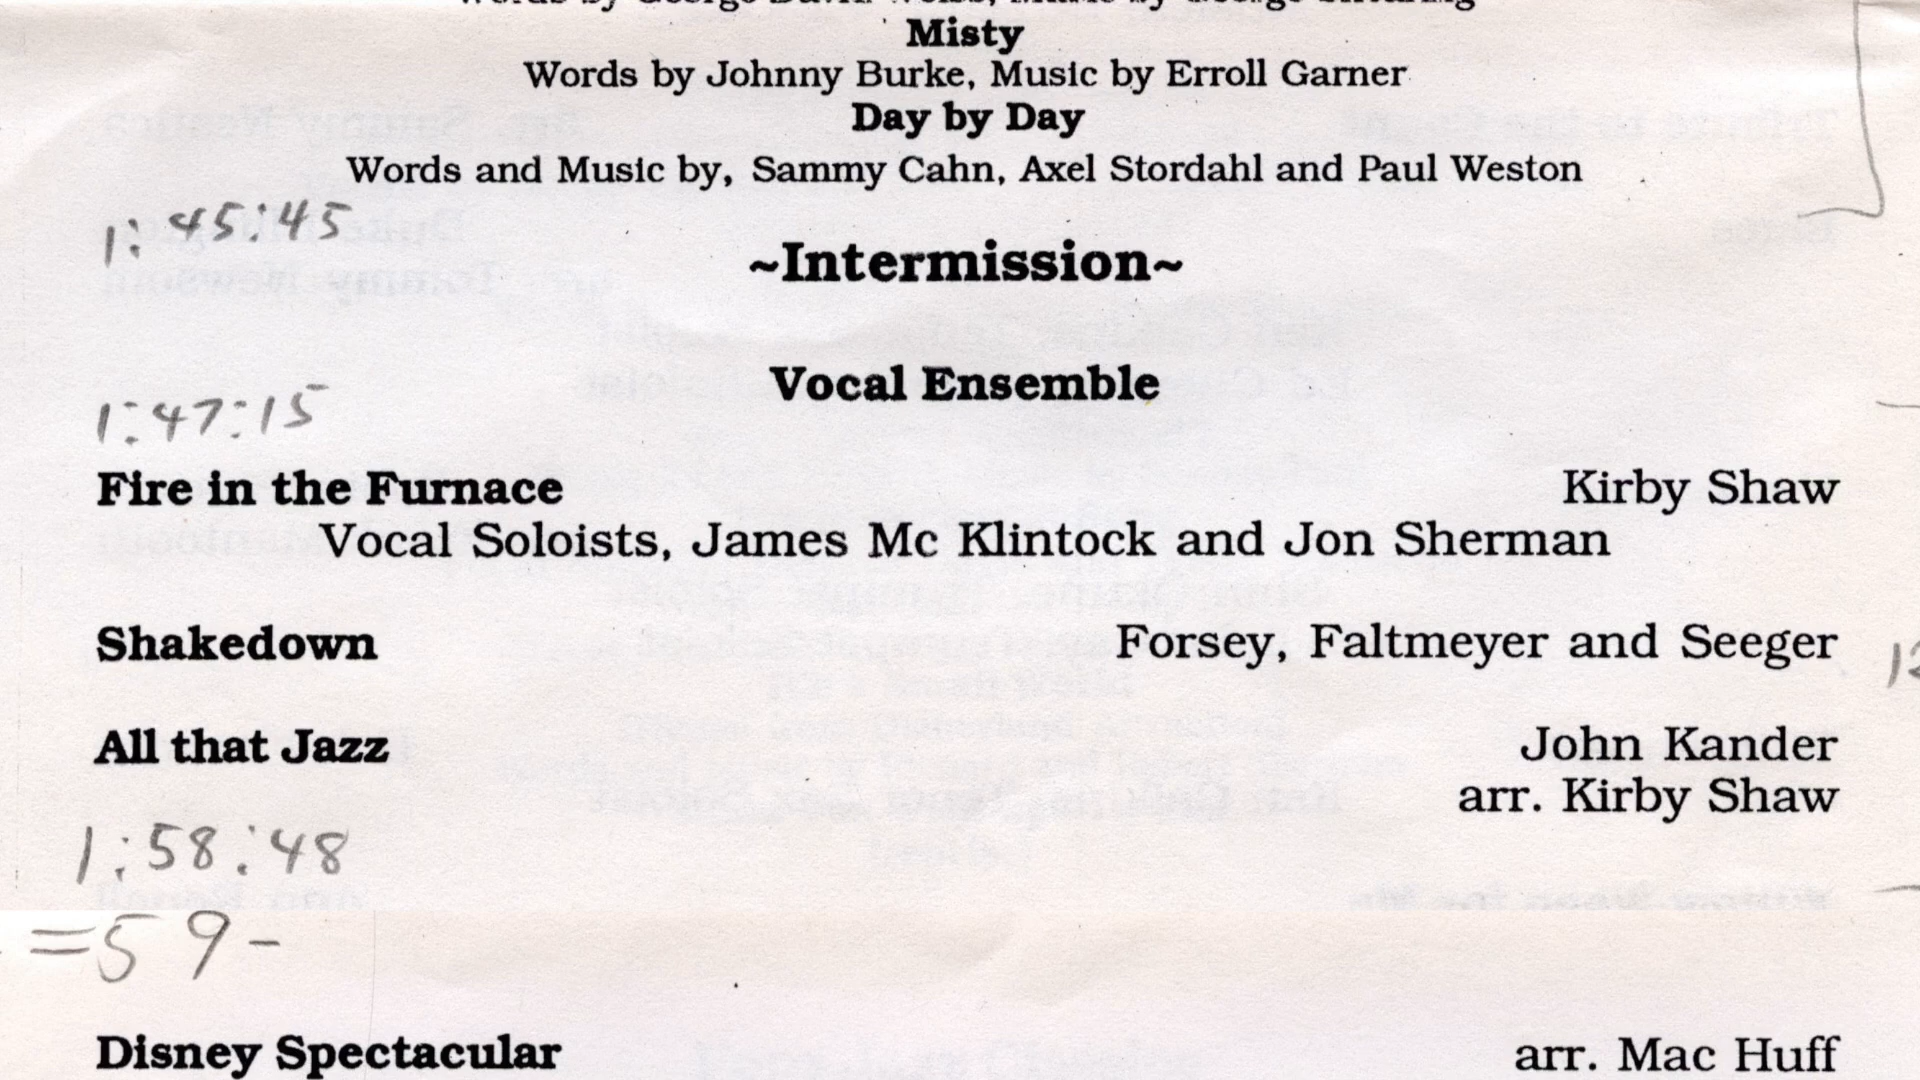 Misty
Words by Johnny Burke, Music by Erroll Garner
Day by Day
Words and Music by, Sammy Cahn, Axel Stordahl and Paul Weston
1:45:45
~Intermission~
Vocal Ensemble
1:47:15
Fire in the Furnace Kirby Shaw
Vocal Soloists, James Mc Klintock and Jon Sherman
Shakedown Forsey, Faltmeyer and Seeger
All that Jazz John Kander
arr. Kirby Shaw
1:58:48
=59-
Disney Spectacular arr. Mac Huff